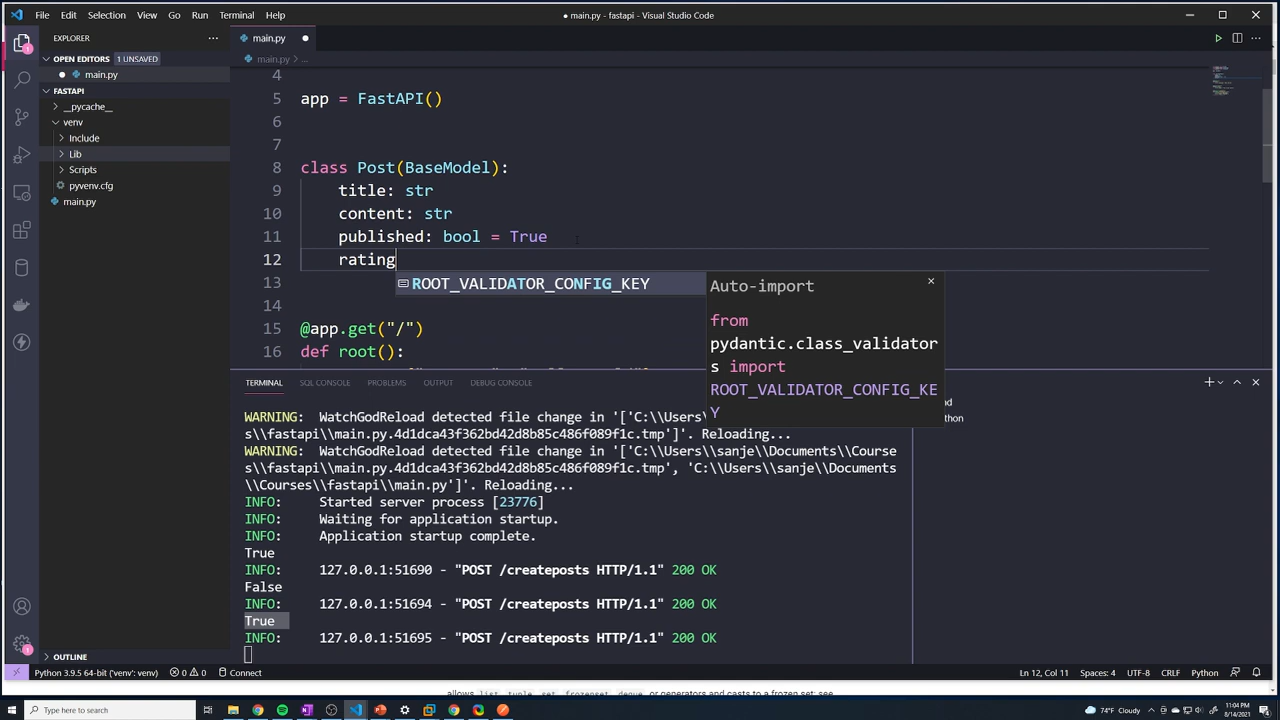 File Edit Selection View Go Run Terminal Help
● main.py - fastapi - Visual Studio Code
EXPLORER
OPEN EDITORS 1 UNSAVED
main.py
FASTAPI
__pycache__
venv
Include
Lib
Scripts
pyvenv.cfg
main.py
OUTLINE
main.py
main.py > ...
4
5 app = FastAPI()
6
7
8 class Post(BaseModel):
9 title: str
10 content: str
11 published: bool = True
12 rating
13
14
15 @app.get("/")
16 def root():
ROOT_VALIDATOR_CONFIG_KEY
Auto-import
from
pydantic.class_validator
s import
ROOT_VALIDATOR_CONFIG_KE
Y
TERMINAL SQL CONSOLE PROBLEMS OUTPUT DEBUG CONSOLE
WARNING: WatchGodReload detected file change in '['C:\\Users
s\\fastapi\\main.py.4d1dca43f362bd42d8b85c486f089f1c.tmp']'. Reloading...
WARNING: WatchGodReload detected file change in '['C:\\Users\\sanje\\Documents\\Course
s\\fastapi\\main.py.4d1dca43f362bd42d8b85c486f089f1c.tmp', 'C:\\Users\\sanje\\Documents
\\Courses\\fastapi\\main.py']'. Reloading...
INFO: Started server process [23776]
INFO: Waiting for application startup.
INFO: Application startup complete.
True
INFO: 127.0.0.1:51690 - "POST /createposts HTTP/1.1" 200 OK
False
INFO: 127.0.0.1:51694 - "POST /createposts HTTP/1.1" 200 OK
True
INFO: 127.0.0.1:51695 - "POST /createposts HTTP/1.1" 200 OK
Python 3.9.5 64-bit ('venv': venv) 0 0 Connect
Ln 12, Col 11 Spaces: 4 UTF-8 CRLF Python
Type here to search
74°F Cloudy
11:04 PM
8/14/2021